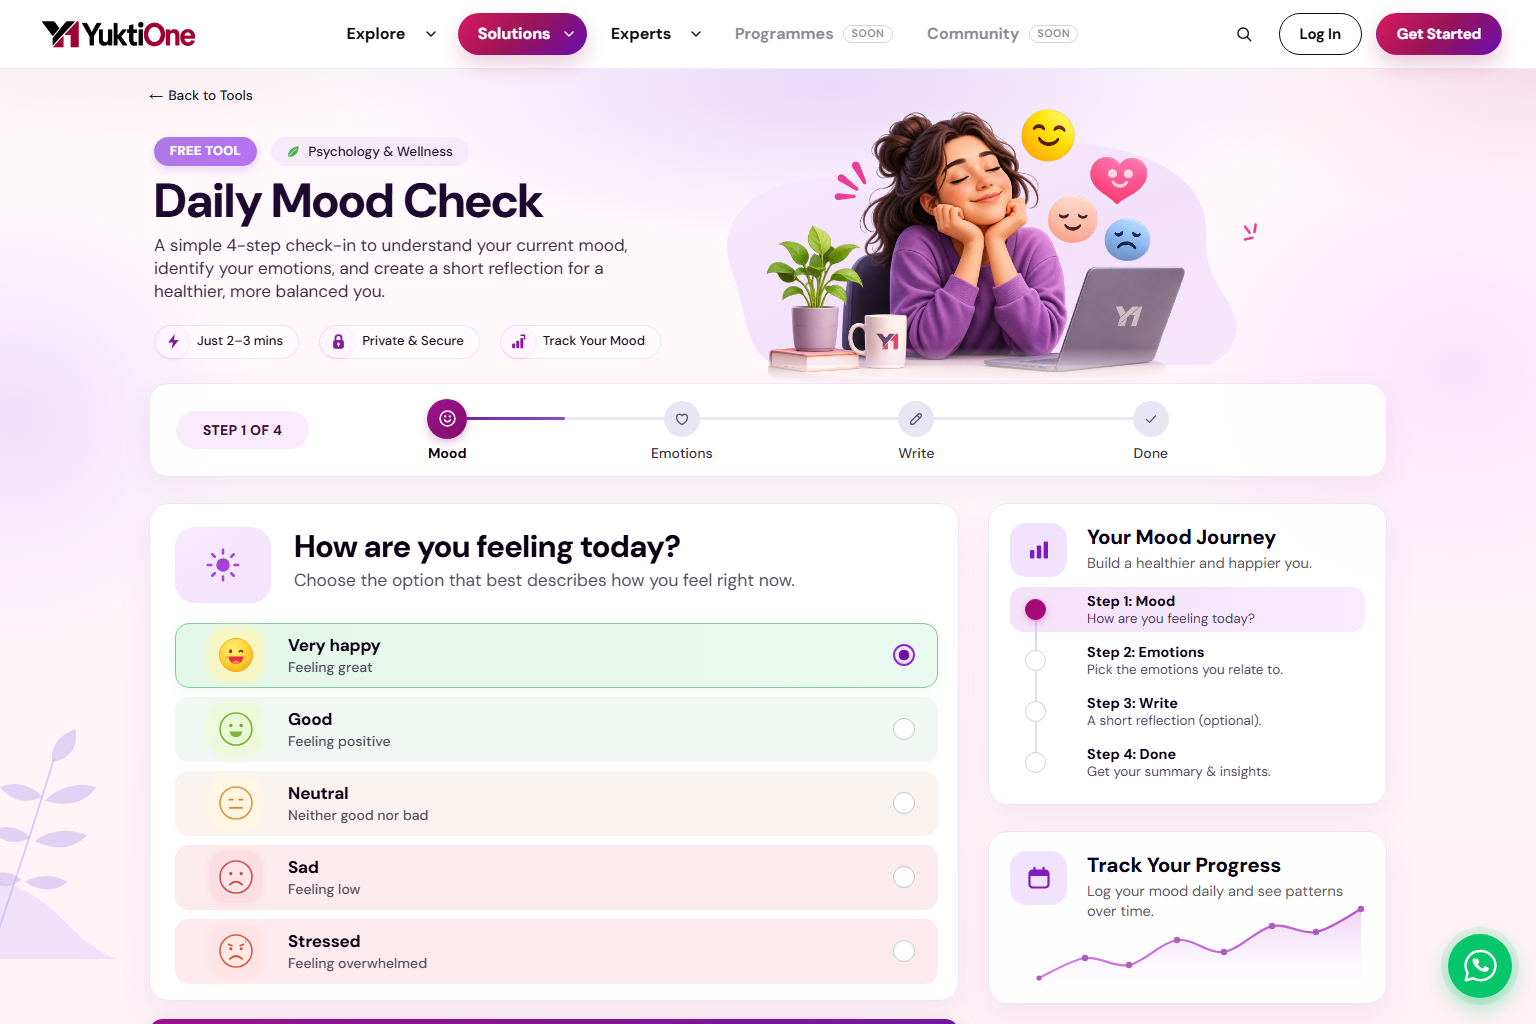 YuktiOne
Explore
Solutions
Experts
Programmes SOON
Community SOON
Log In
Get Started
← Back to Tools
FREE TOOL
Psychology & Wellness
Daily Mood Check
A simple 4-step check-in to understand your current mood,
identify your emotions, and create a short reflection for a
healthier, more balanced you.
Just 2–3 mins
Private & Secure
Track Your Mood
STEP 1 OF 4
Mood
Emotions
Write
Done
How are you feeling today?
Choose the option that best describes how you feel right now.
Very happy
Feeling great
Good
Feeling positive
Neutral
Neither good nor bad
Sad
Feeling low
Stressed
Feeling overwhelmed
Your Mood Journey
Build a healthier and happier you.
Step 1: Mood
How are you feeling today?
Step 2: Emotions
Pick the emotions you relate to.
Step 3: Write
A short reflection (optional).
Step 4: Done
Get your summary & insights.
Track Your Progress
Log your mood daily and see patterns
over time.